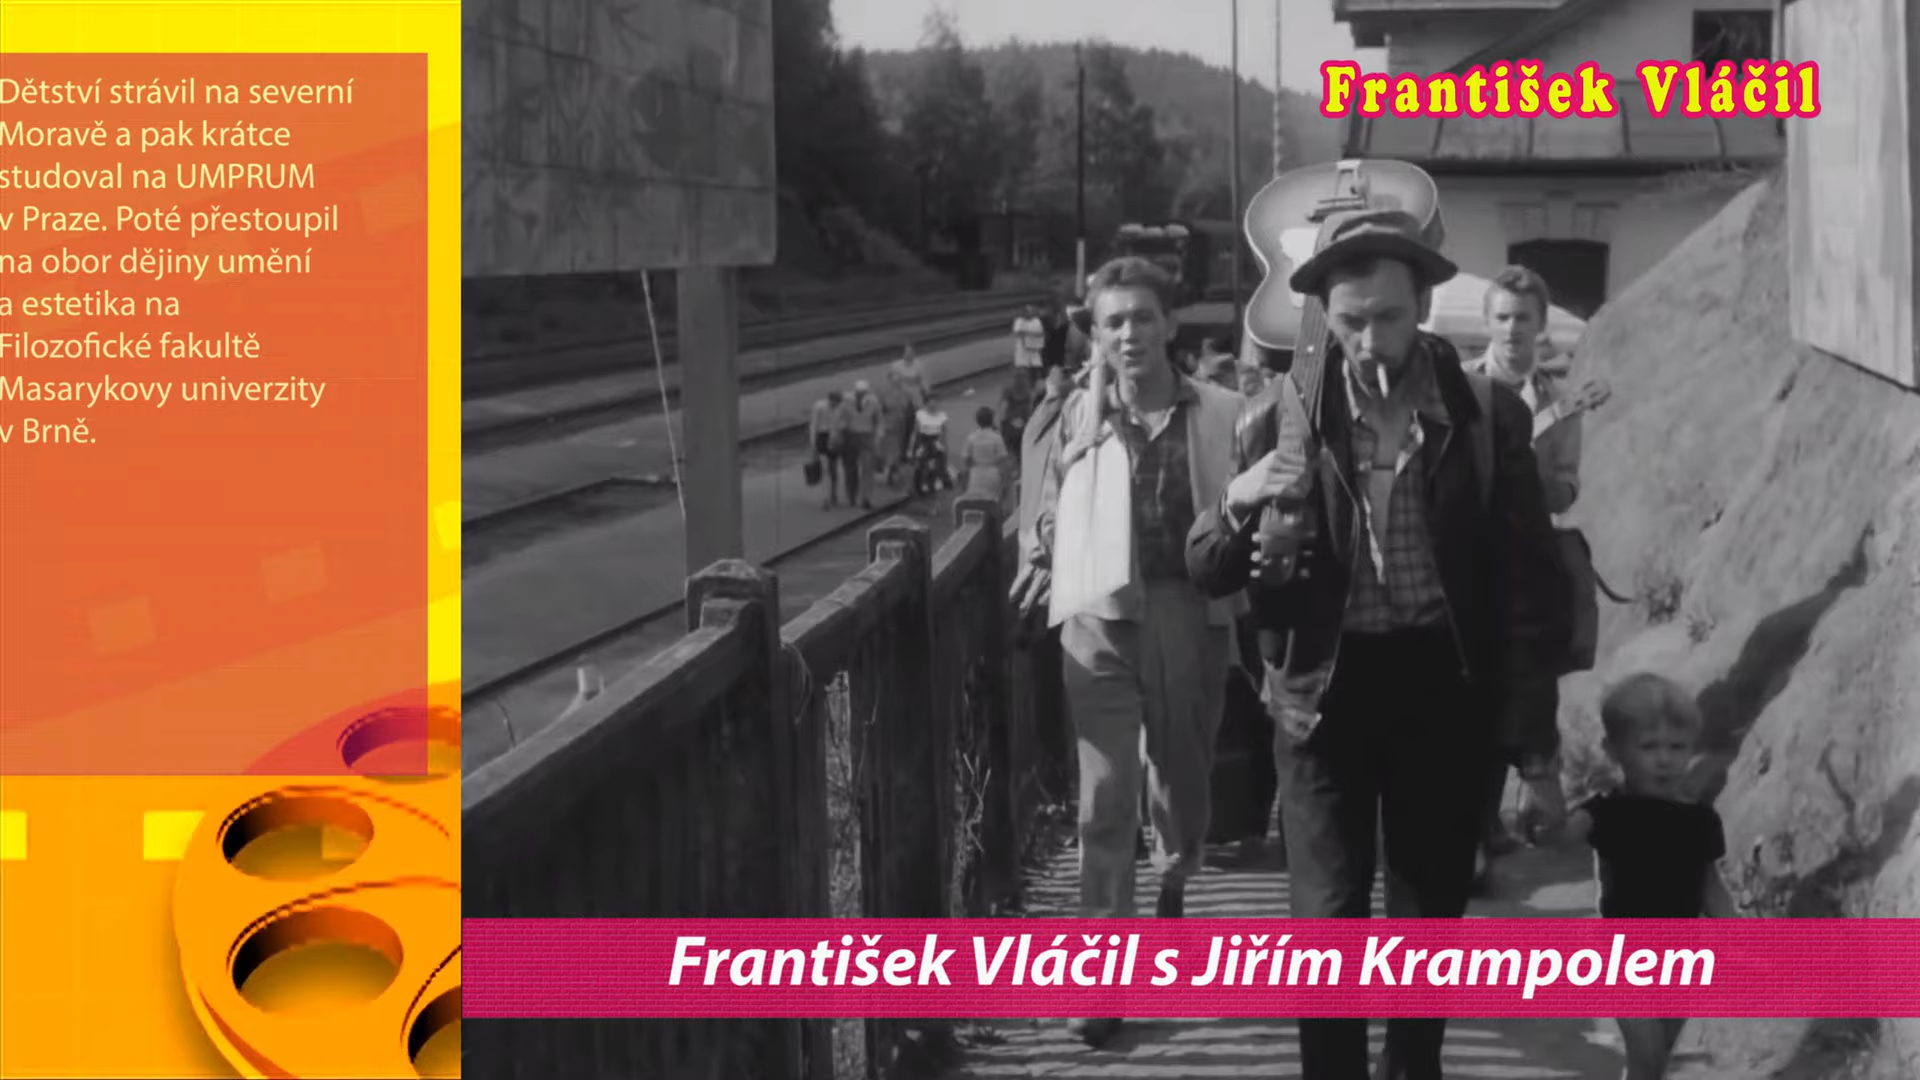 Dětství strávil na severní
Moravě a pak krátce
studoval na UMPRUM
v Praze. Poté přestoupil
na obor dějiny umění
a estetika na
Filozofické fakultě
Masarykovy univerzity
v Brně.
František Vláčil
František Vláčil s Jiřím Krampolem